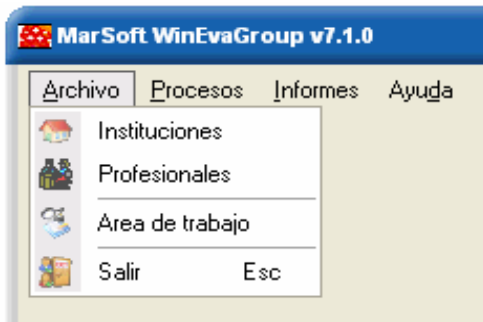 MarSoft WinEvaGroup v7.1.0
Archivo Procesos Informes Ayuda
Instituciones
Profesionales
Area de trabajo
Salir Esc